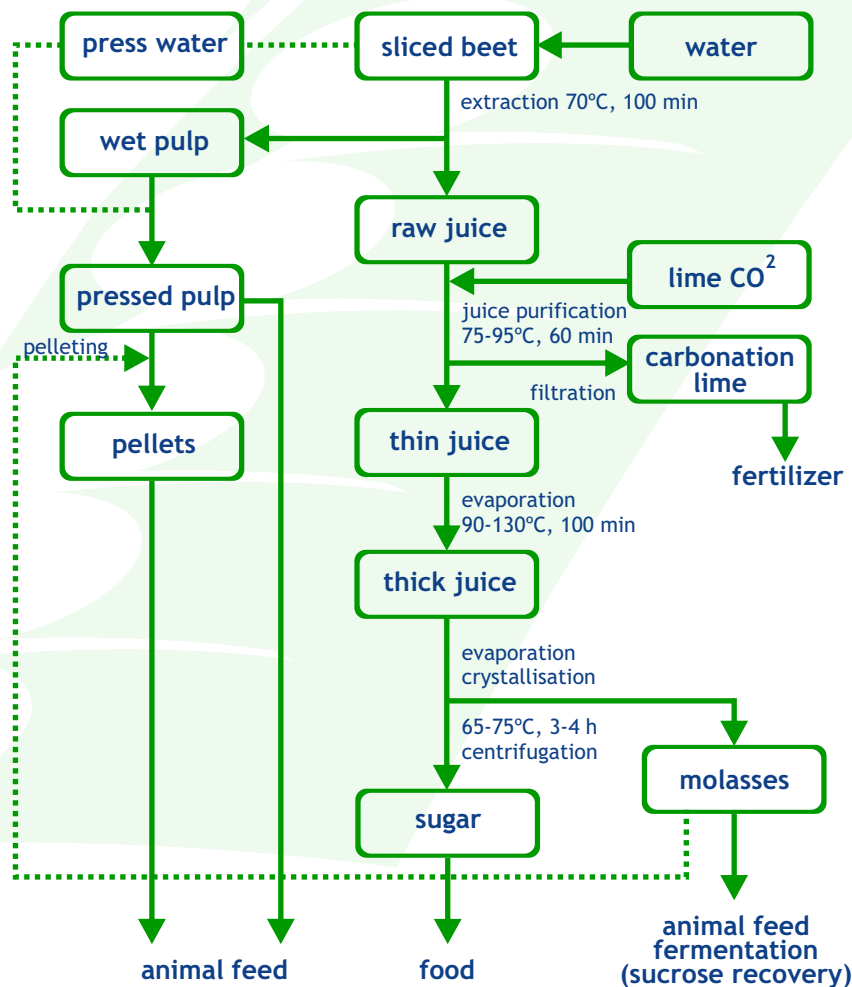 press water
sliced beet
water
extraction 70ºC, 100 min
wet pulp
raw juice
lime CO²
pressed pulp
juice purification
75-95ºC, 60 min
pelleting
carbonation
lime
filtration
thin juice
pellets
fertilizer
evaporation
90-130ºC, 100 min
thick juice
evaporation
crystallisation
65-75ºC, 3-4 h
centrifugation
molasses
sugar
animal feed
food
animal feed
fermentation
(sucrose recovery)